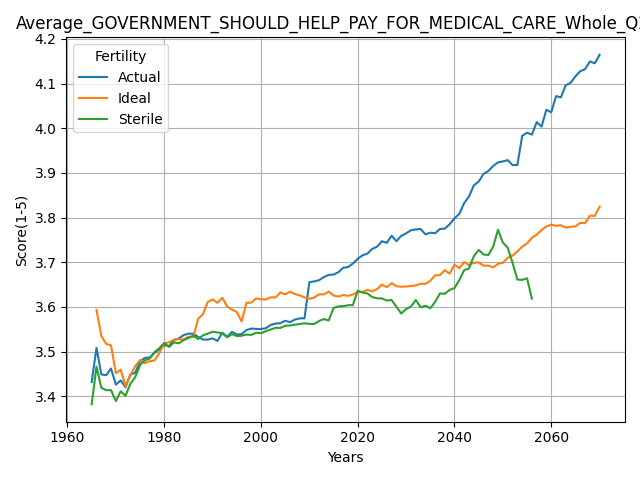 Average_GOVERNMENT_SHOULD_HELP_PAY_FOR_MEDICAL_CARE_Whole_Q
4.2
4.1
4.0
3.9
3.8
3.7
3.6
3.5
3.4
Score(1-5)
Fertility
Actual
Ideal
Sterile
1960 1980 2000 2020 2040 2060
Years